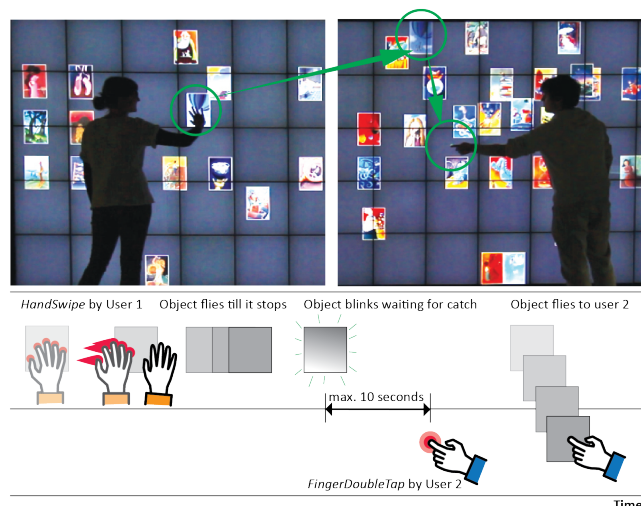 HandSwipe by User 1
Object flies till it stops
Object blinks waiting for catch
Object flies to user 2
max. 10 seconds
FingerDoubleTap by User 2
Time